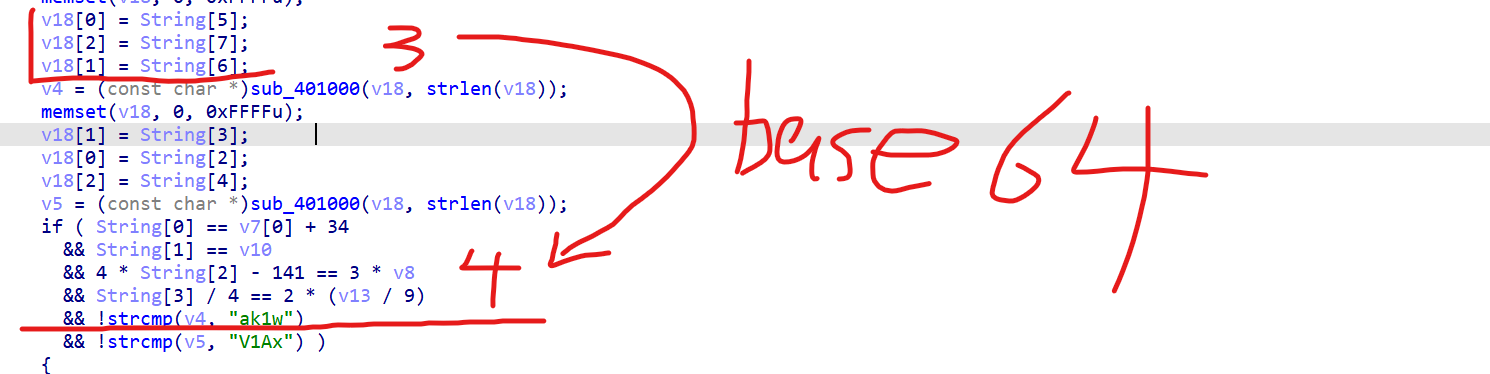 memset(v18, 0, 0xFFFFu);
v18[0] = String[5];
v18[2] = String[7];
v18[1] = String[6];
3
v4 = (const char *)sub_401000(v18, strlen(v18));
memset(v18, 0, 0xFFFFu);
base 64
v18[1] = String[3];
v18[0] = String[2];
v18[2] = String[4];
v5 = (const char *)sub_401000(v18, strlen(v18));
if ( String[0] == v7[0] + 34
&& String[1] == v10
&& 4 * String[2] - 141 == 3 * v8
4
&& String[3] / 4 == 2 * (v13 / 9)
&& !strcmp(v4, "ak1w")
&& !strcmp(v5, "V1Ax") )
{